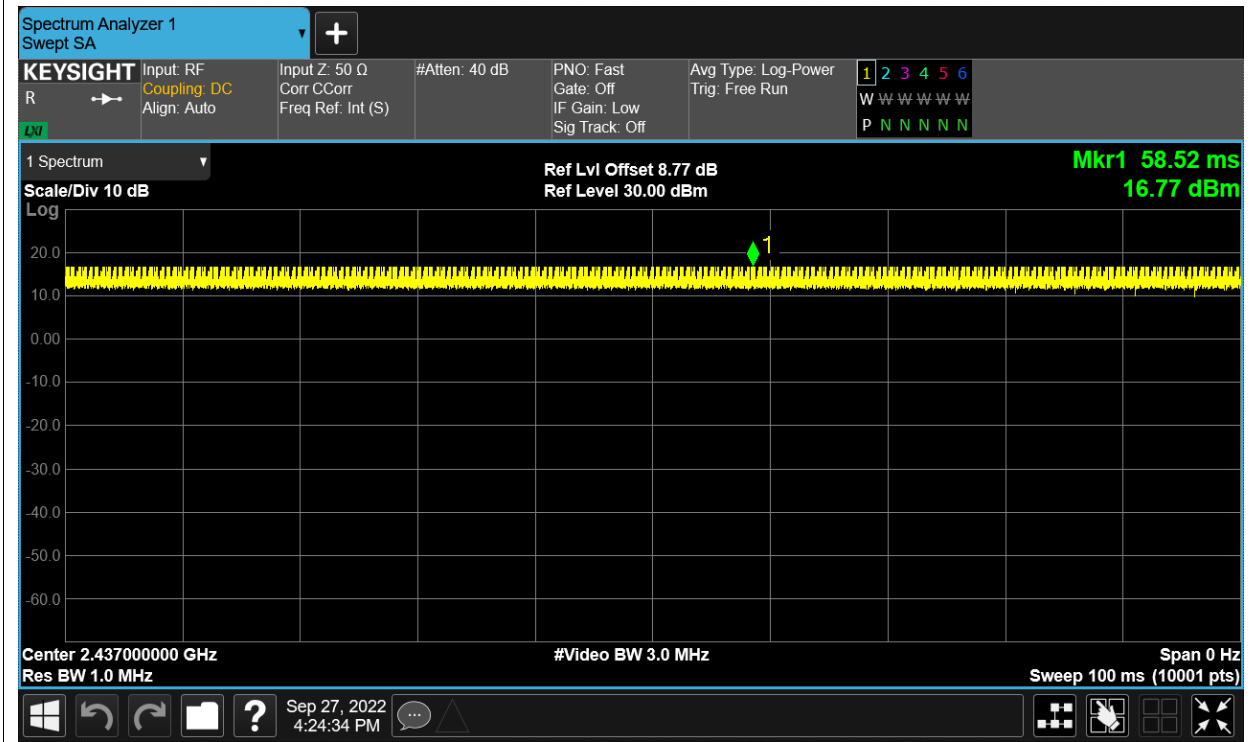 Spectrum Analyzer 1
Swept SA
KEYSIGHT
R
LXI
Input: RF
Coupling: DC
Align: Auto
Input Z: 50 Ω
Corr CCorr
Freq Ref: Int (S)
#Atten: 40 dB
PNO: Fast
Gate: Off
IF Gain: Low
Sig Track: Off
Avg Type: Log-Power
Trig: Free Run
1 2 3 4 5 6
W W W W W W
P N N N N N
1 Spectrum
Scale/Div 10 dB
Ref Lvl Offset 8.77 dB
Ref Level 30.00 dBm
Mkr1 58.52 ms
16.77 dBm
Log
1
20.0
10.0
0.00
-10.0
-20.0
-30.0
-40.0
-50.0
-60.0
Center 2.437000000 GHz
#Video BW 3.0 MHz
Span 0 Hz
Res BW 1.0 MHz
Sweep 100 ms (10001 pts)
?
Sep 27, 2022
4:24:34 PM